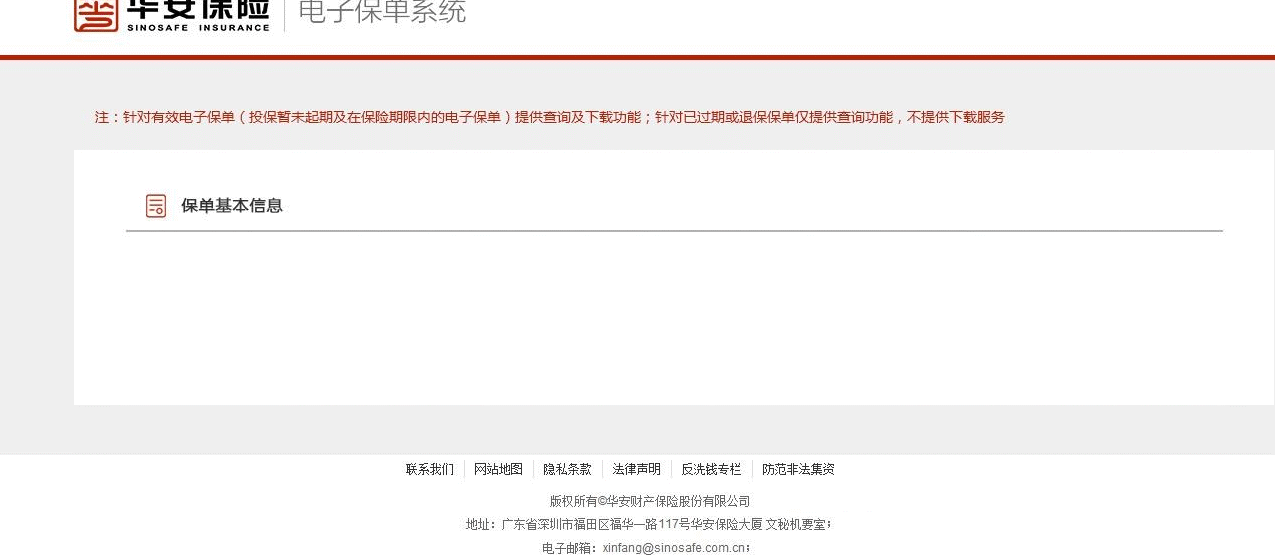 华安保险
SINOSAFE INSURANCE
电子保单系统
注：针对有效电子保单（投保暂未起期及在保险期限内的电子保单）提供查询及下载功能；针对已过期或退保保单仅提供查询功能，不提供下载服务
保单基本信息
联系我们 网站地图 隐私条款 法律声明 反洗钱专栏 防范非法集资
版权所有©华安财产保险股份有限公司
地址：广东省深圳市福田区福华一路117号华安保险大厦 文秘机要室；
电子邮箱：xinfang@sinosafe.com.cn；